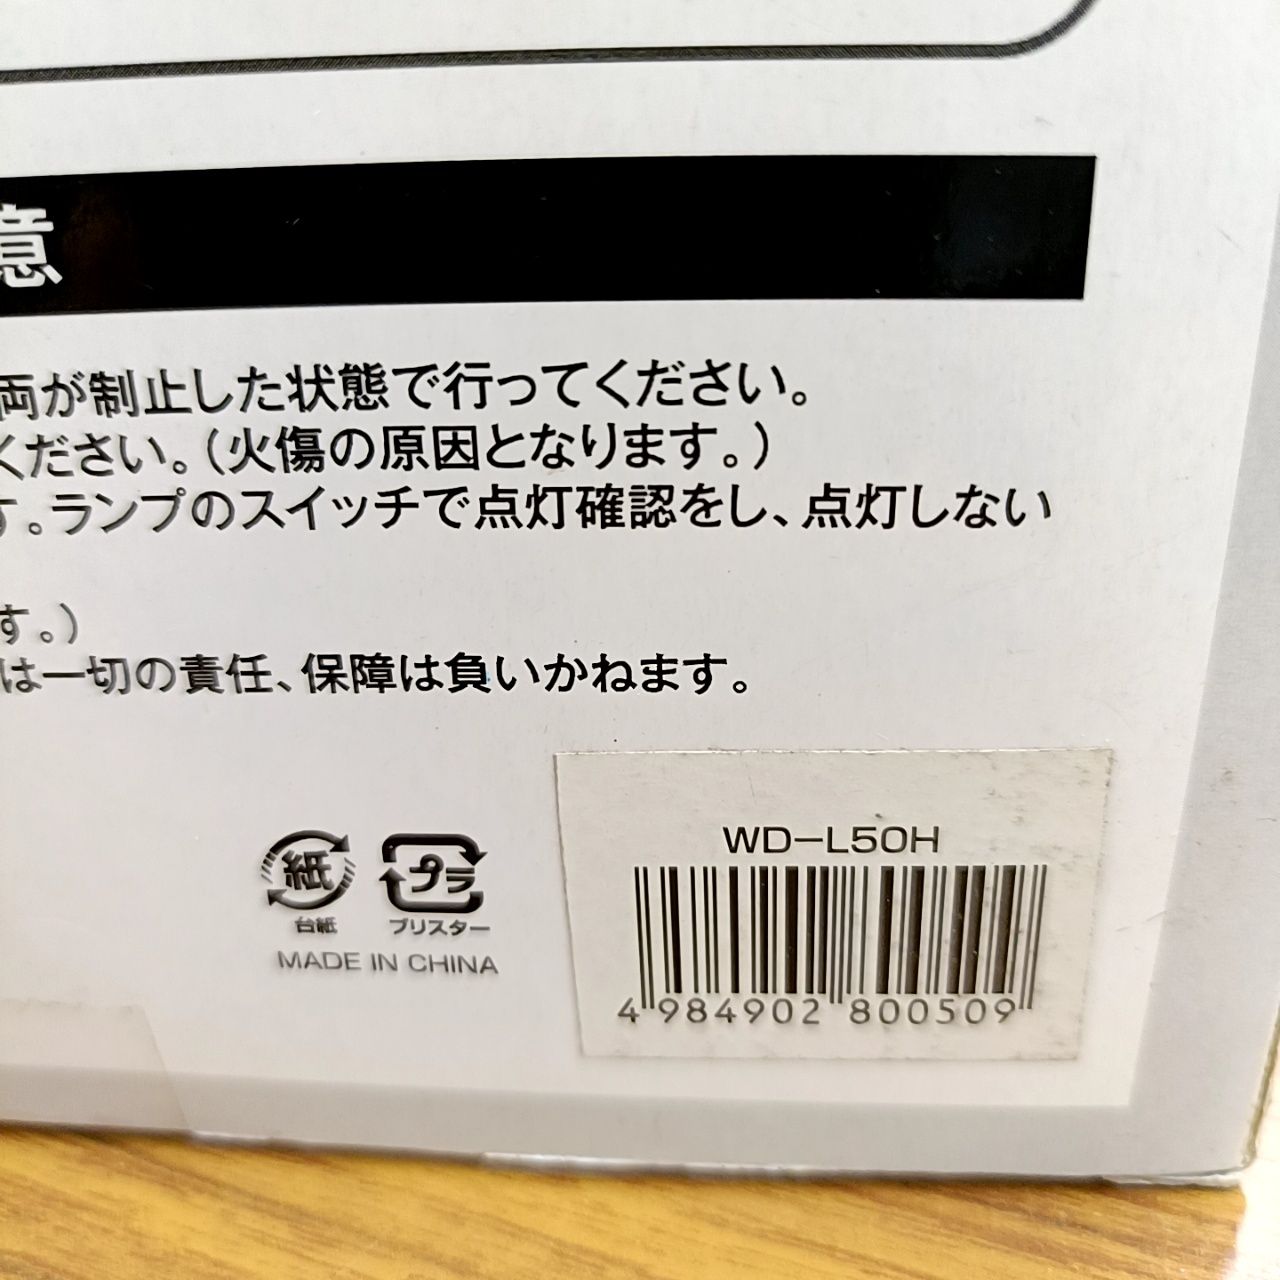 意
両が制止した状態で行ってください。
ください。(火傷の原因となります。)
す。ランプのスイッチで点灯確認をし、点灯しない
す。)
は一切の責任、保障は負いかねます。
WD-L50H
紙 プラ
台紙 ブリスター
MADE IN CHINA
4 984902 800509